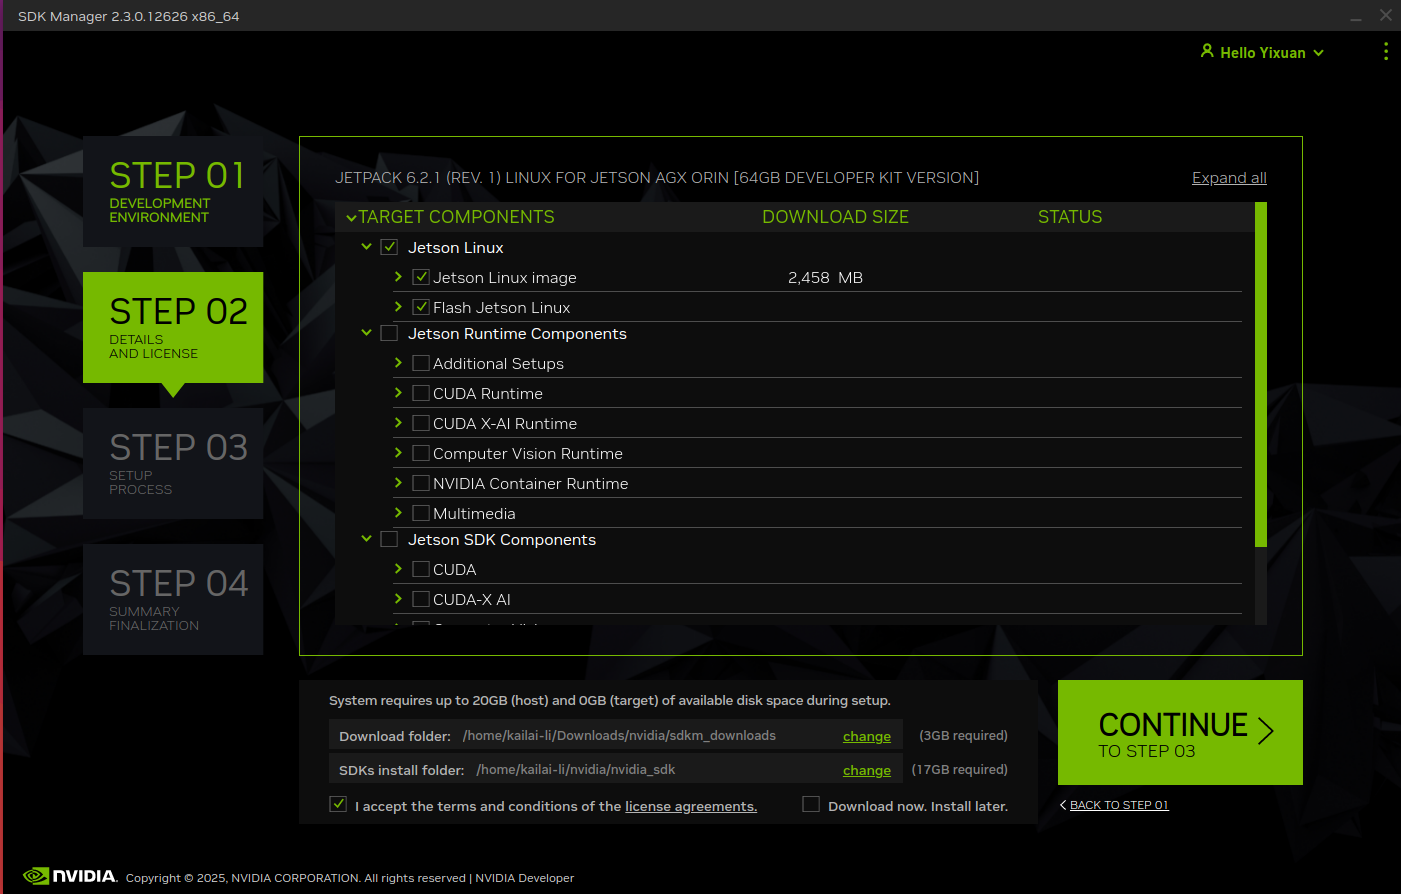 SDK Manager 2.3.0.12626 x86_64
Hello Yixuan
STEP 01
DEVELOPMENT
ENVIRONMENT
STEP 02
DETAILS
AND LICENSE
STEP 03
SETUP
PROCESS
STEP 04
SUMMARY
FINALIZATION
JETPACK 6.2.1 (REV. 1) LINUX FOR JETSON AGX ORIN [64GB DEVELOPER KIT VERSION]
Expand all
TARGET COMPONENTS DOWNLOAD SIZE STATUS
Jetson Linux
Jetson Linux image 2,458 MB
Flash Jetson Linux
Jetson Runtime Components
Additional Setups
CUDA Runtime
CUDA X-AI Runtime
Computer Vision Runtime
NVIDIA Container Runtime
Multimedia
Jetson SDK Components
CUDA
CUDA-X AI
System requires up to 20GB (host) and 0GB (target) of available disk space during setup.
Download folder: /home/kailai-li/Downloads/nvidia/sdkm_downloads change (3GB required)
SDKs install folder: /home/kailai-li/nvidia/nvidia_sdk change (17GB required)
I accept the terms and conditions of the license agreements. Download now. Install later.
CONTINUE
TO STEP 03
BACK TO STEP 01
NVIDIA. Copyright © 2025, NVIDIA CORPORATION. All rights reserved | NVIDIA Developer